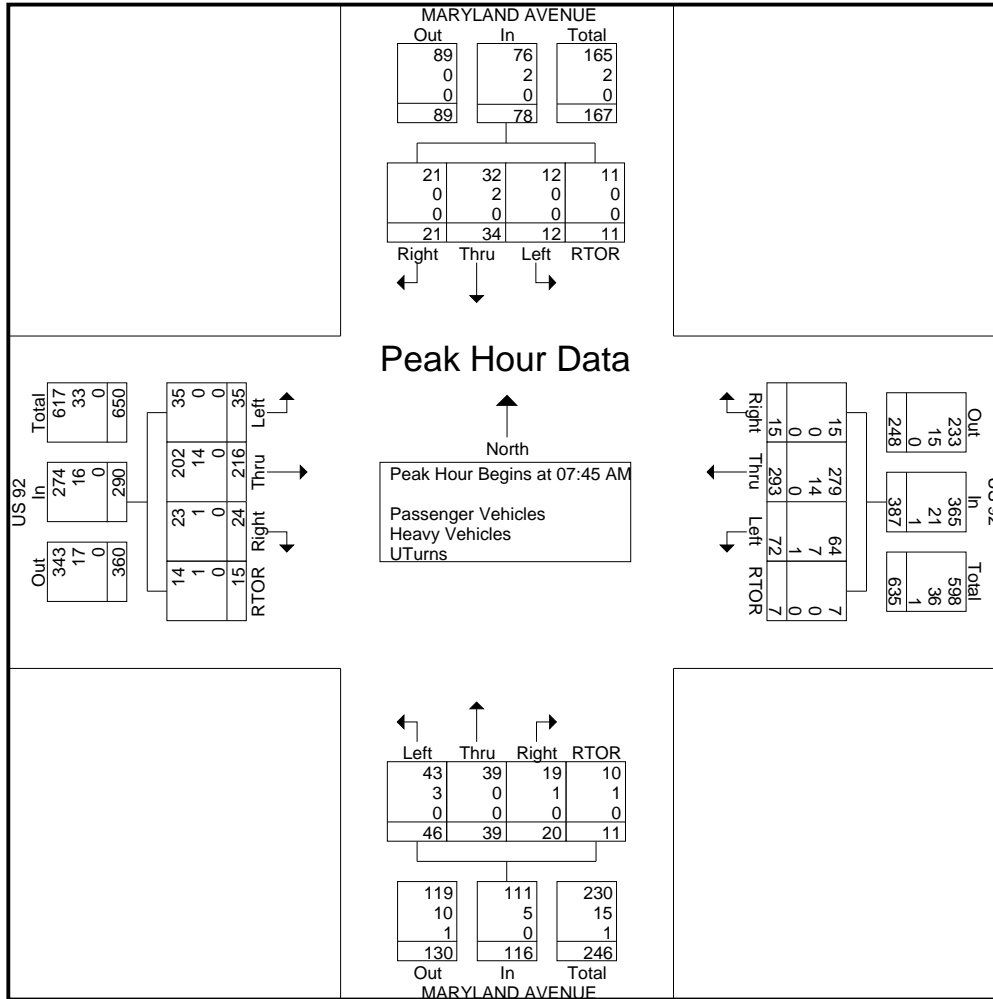 MARYLAND AVENUE
Out In Total
89 76 165
0 2 2
0 0 0
89 78 167
21 32 12 11
0 2 0 0
0 0 0 0
21 34 12 11
Right Thru Left RTOR
Peak Hour Data
North
Peak Hour Begins at 07:45 AM
Passenger Vehicles
Heavy Vehicles
UTurns
US 92
Out In Total
343 274 617
17 16 33
0 0 0
360 290 650
14 23 202 35
1 1 14 0
0 0 0 0
15 24 216 35
RTOR Right Thru Left
Out In Total
233 365 598
15 21 36
0 1 1
248 387 635
15 279 64 7
0 14 7 0
0 0 1 0
15 293 72 7
Right Thru Left RTOR
Left Thru Right RTOR
43 39 19 10
3 0 1 1
0 0 0 0
46 39 20 11
119 111 230
10 5 15
1 0 1
130 116 246
Out In Total
MARYLAND AVENUE